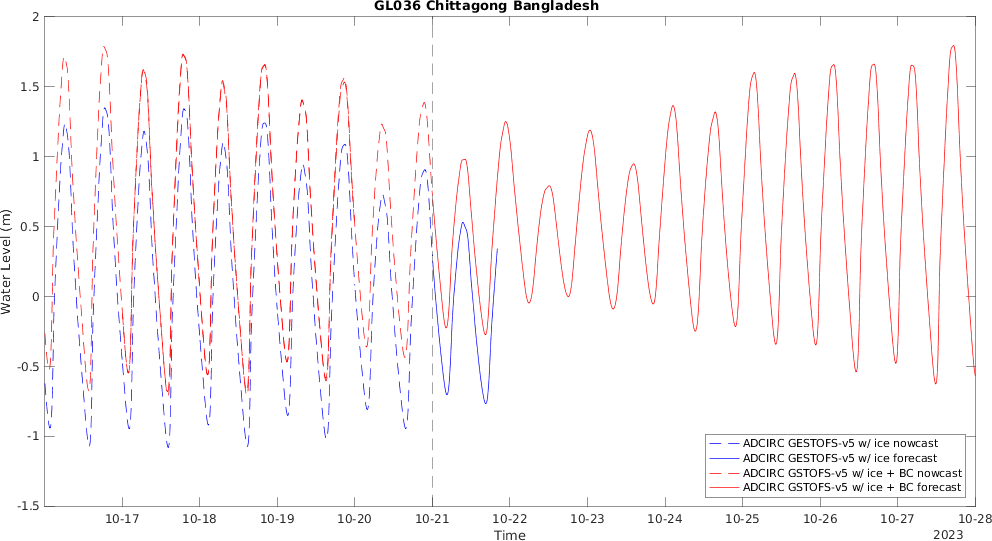 GL036 Chittagong Bangladesh
2
1.5
1
0.5
0
-0.5
-1
-1.5
Water Level (m)
ADCIRC GESTOFS-v5 w/ ice nowcast
ADCIRC GESTOFS-v5 w/ ice forecast
ADCIRC GSTOFS-v5 w/ ice + BC nowcast
ADCIRC GSTOFS-v5 w/ ice + BC forecast
10-17 10-18 10-19 10-20 10-21 10-22 10-23 10-24 10-25 10-26 10-27 10-28
Time
2023